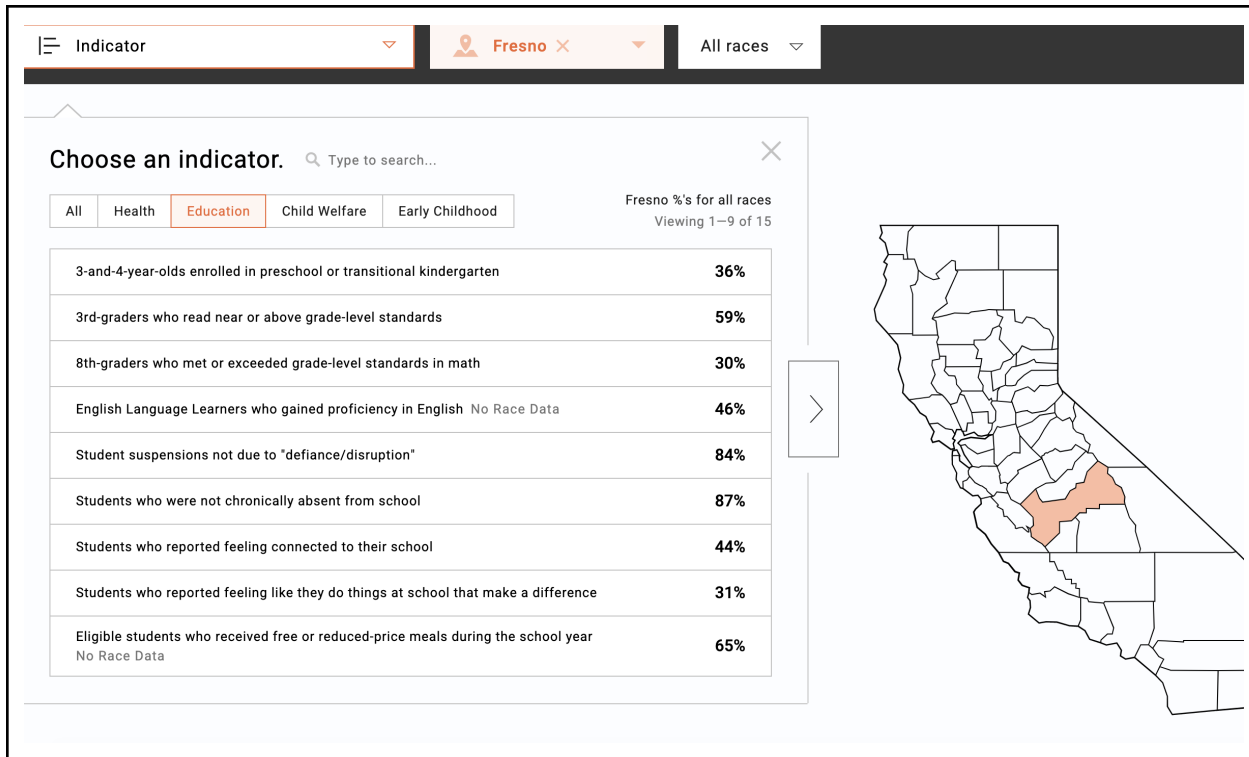 Indicator
Fresno
All races
Choose an indicator.
Type to search...
All
Health
Education
Child Welfare
Early Childhood
Fresno %'s for all races
Viewing 1—9 of 15
3-and-4-year-olds enrolled in preschool or transitional kindergarten 36%
3rd-graders who read near or above grade-level standards 59%
8th-graders who met or exceeded grade-level standards in math 30%
English Language Learners who gained proficiency in English No Race Data 46%
Student suspensions not due to "defiance/disruption" 84%
Students who were not chronically absent from school 87%
Students who reported feeling connected to their school 44%
Students who reported feeling like they do things at school that make a difference 31%
Eligible students who received free or reduced-price meals during the school year 65%
No Race Data